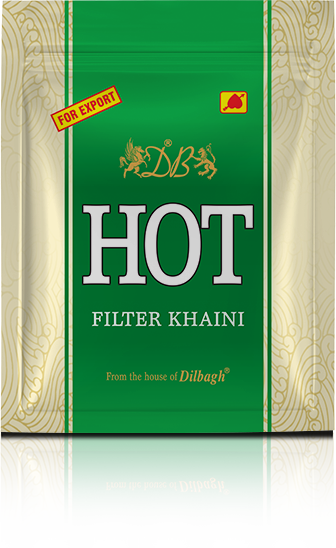 FOR EXPORT
DB®
HOT
FILTER KHAINI
From the house of Dilbagh®